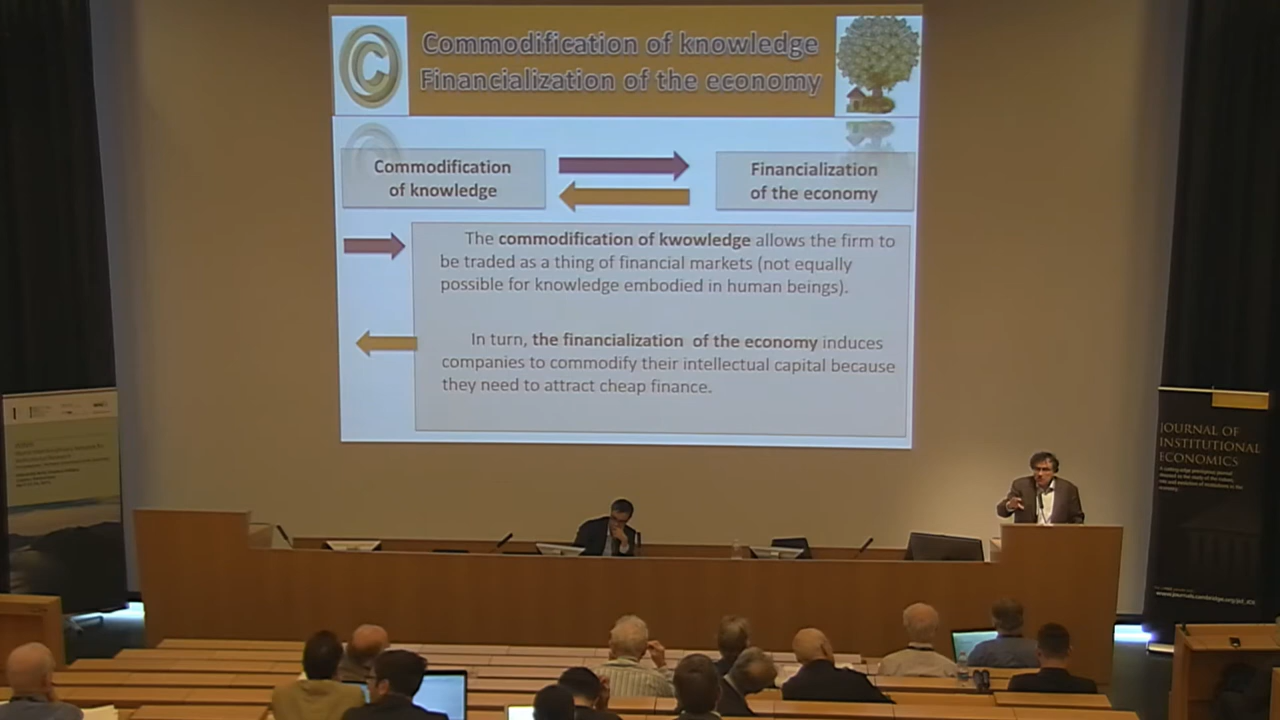 Commodification of knowledge
Financialization of the economy
Commodification
of knowledge
Financialization
of the economy
The commodification of kwowledge allows the firm to
be traded as a thing of financial markets (not equally
possible for knowledge embodied in human beings).
In turn, the financialization of the economy induces
companies to commodify their intellectual capital because
they need to attract cheap finance.
JOURNAL OF
INSTITUTIONAL
ECONOMICS